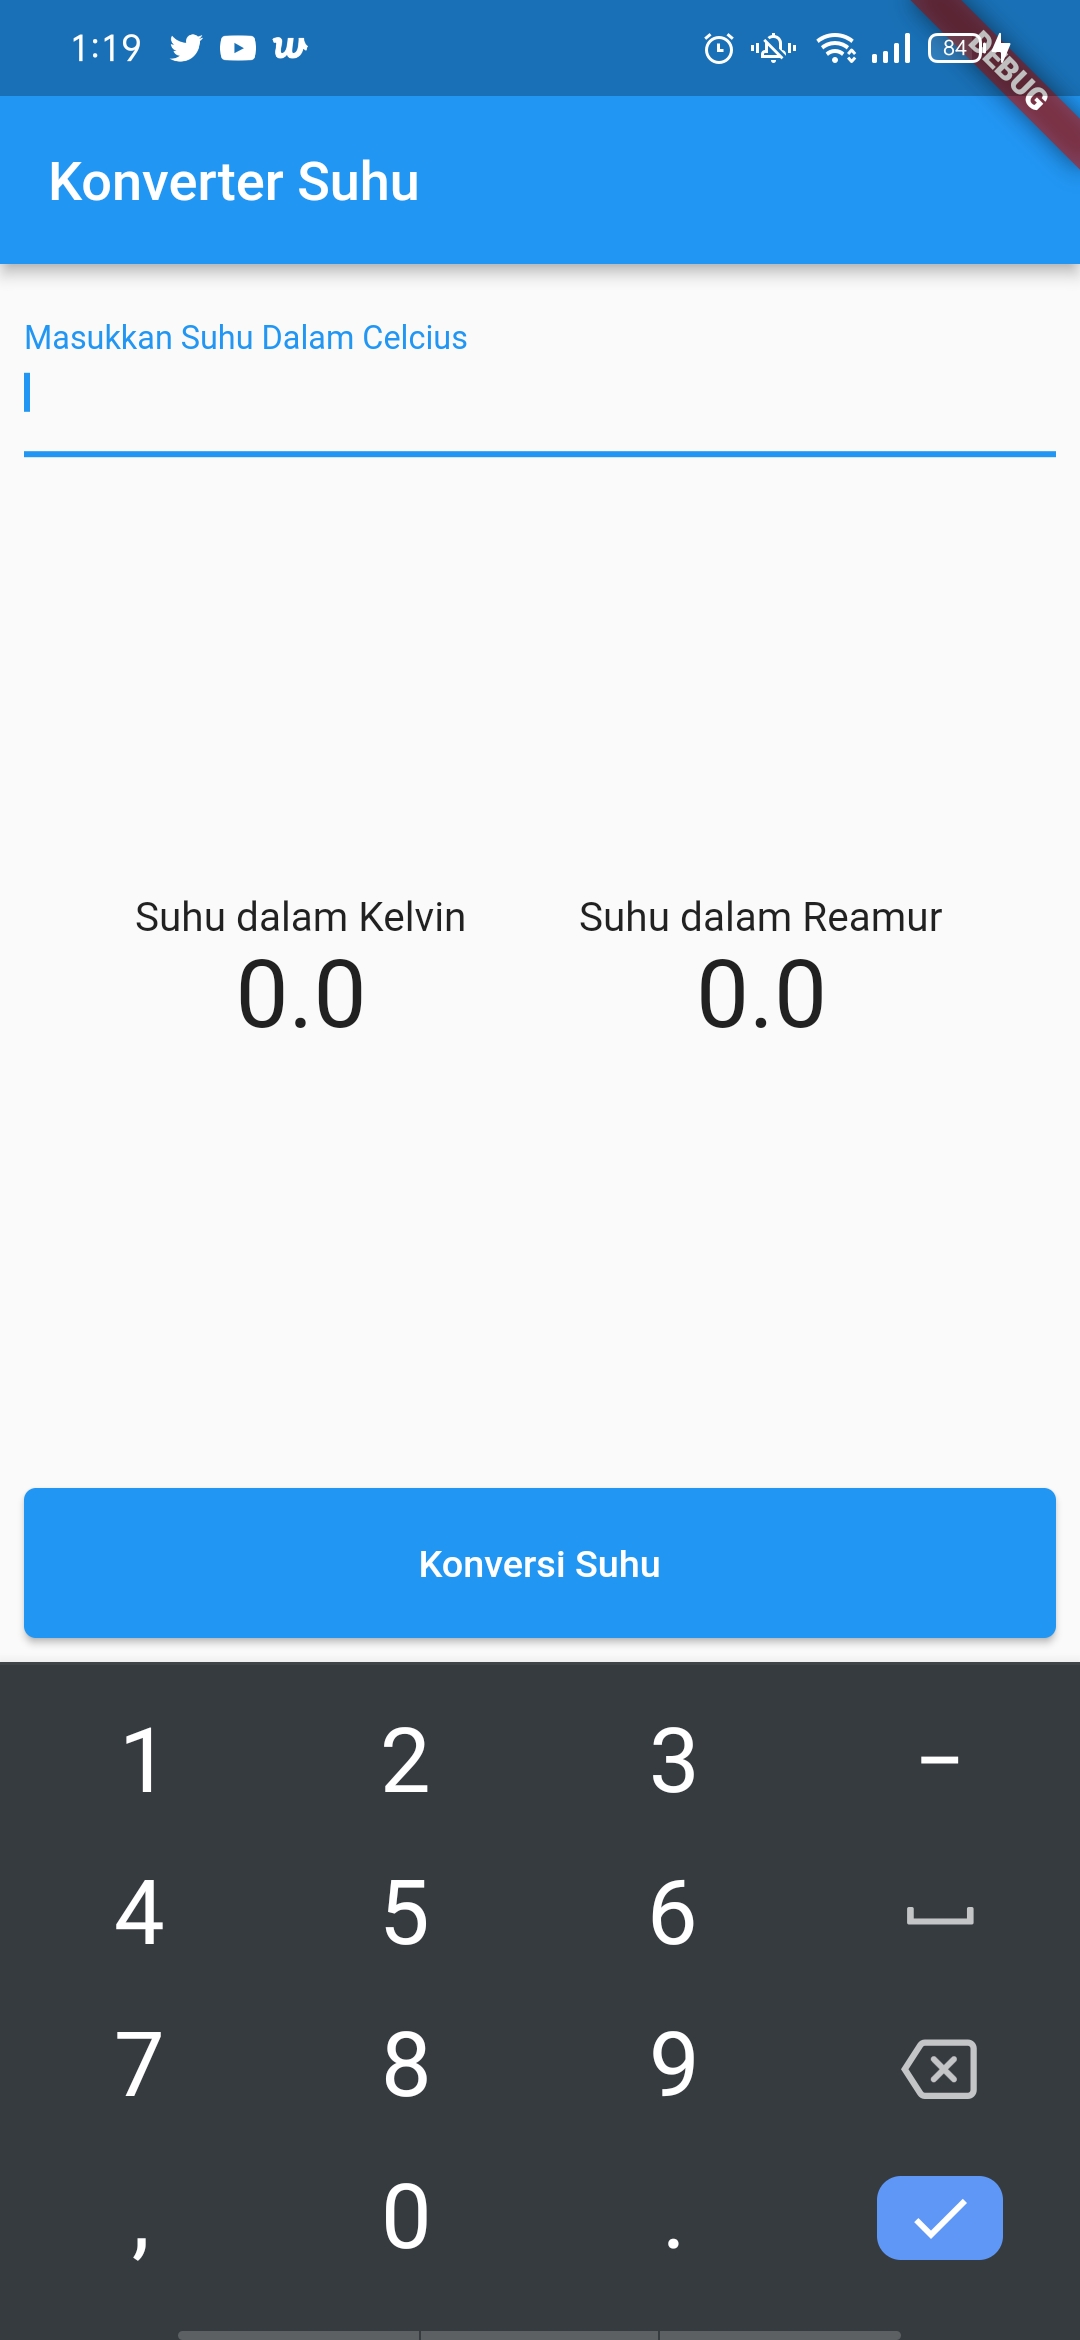 1:19
84
DEBUG
Konverter Suhu
Masukkan Suhu Dalam Celcius
Suhu dalam Kelvin Suhu dalam Reamur
0.0 0.0
Konversi Suhu
1 2 3 −
4 5 6
7 8 9
, 0 .